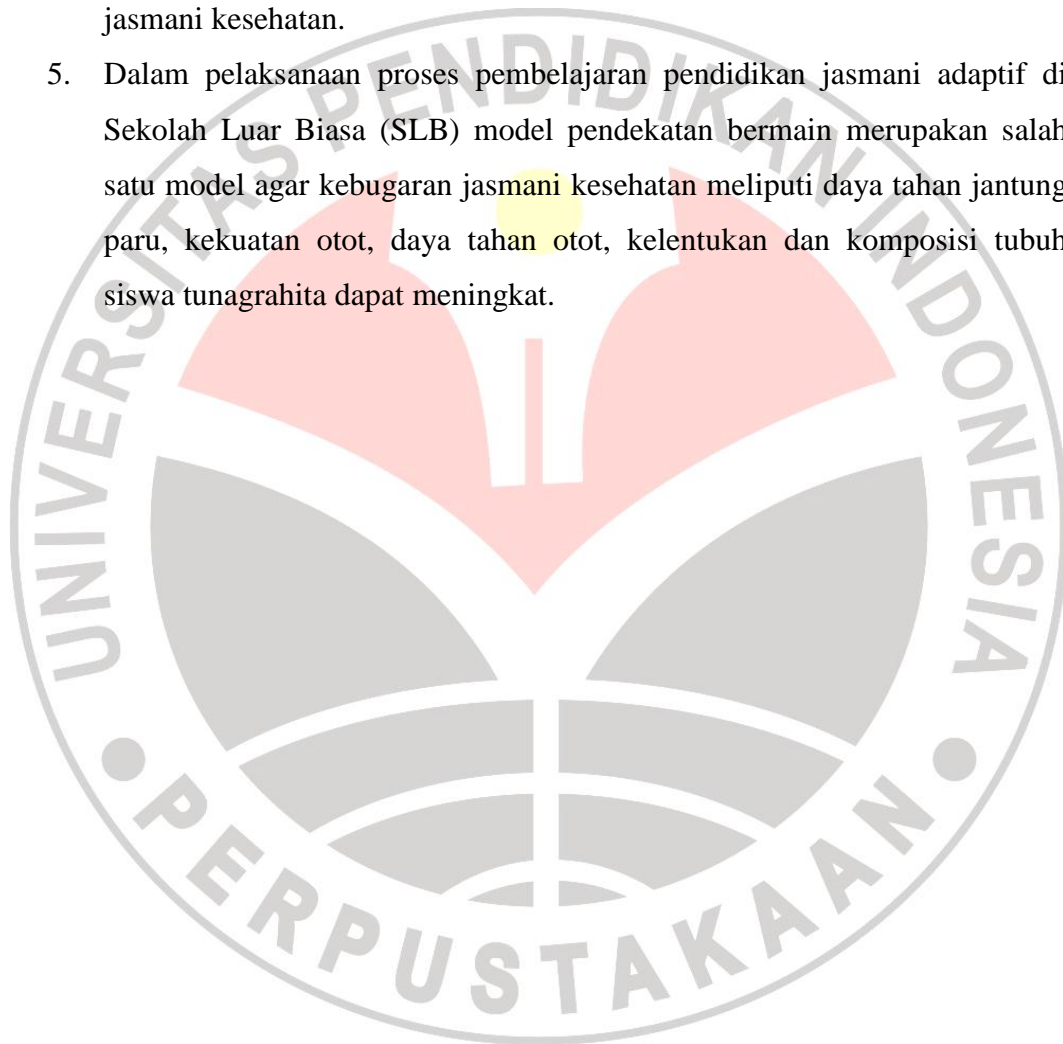 jasmani kesehatan.
5. Dalam pelaksanaan proses pembelajaran pendidikan jasmani adaptif di
Sekolah Luar Biasa (SLB) model pendekatan bermain merupakan salah
satu model agar kebugaran jasmani kesehatan meliputi daya tahan jantung
paru, kekuatan otot, daya tahan otot, kelentukan dan komposisi tubuh
siswa tunagrahita dapat meningkat.
UNIVERSITAS PENDIDIKAN INDONESIA
PERPUSTAKAAN